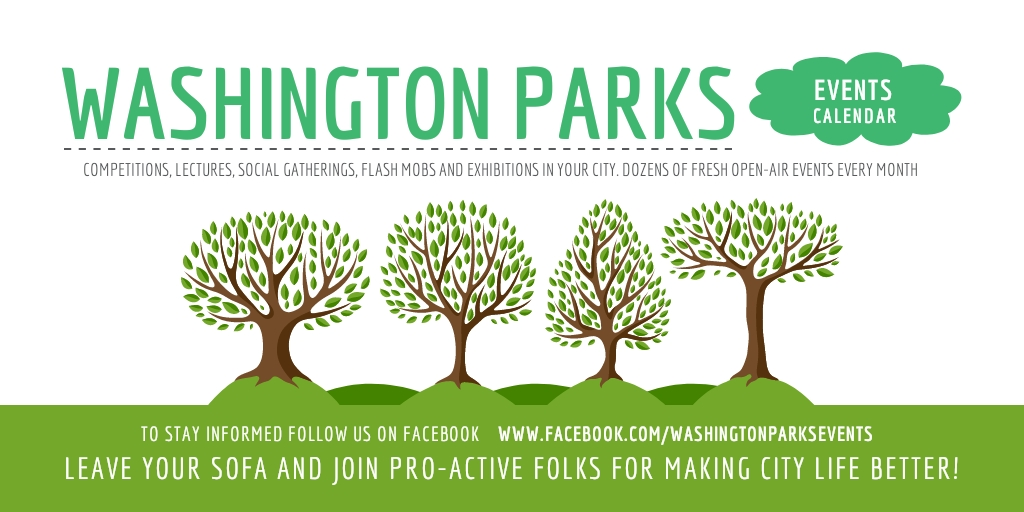 WASHINGTON PARKS
EVENTS
CALENDAR
COMPETITIONS, LECTURES, SOCIAL GATHERINGS, FLASH MOBS AND EXHIBITIONS IN YOUR CITY. DOZENS OF FRESH OPEN-AIR EVENTS EVERY MONTH
TO STAY INFORMED FOLLOW US ON FACEBOOK WWW.FACEBOOK.COM/WASHINGTONPARKSEVENTS
LEAVE YOUR SOFA AND JOIN PRO-ACTIVE FOLKS FOR MAKING CITY LIFE BETTER!